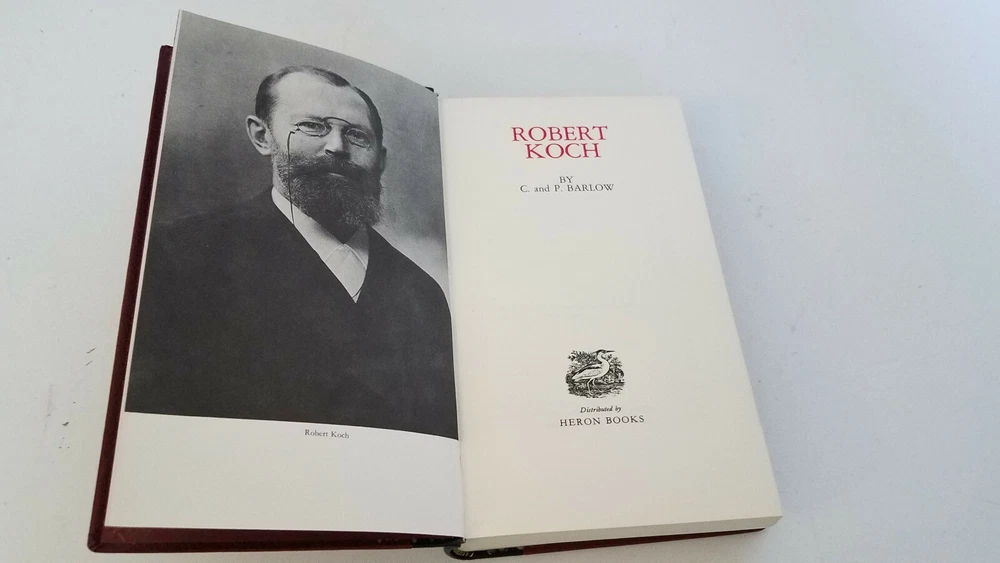 Robert Koch
ROBERT
KOCH
BY
C. and P. BARLOW
Distributed by
HERON BOOKS